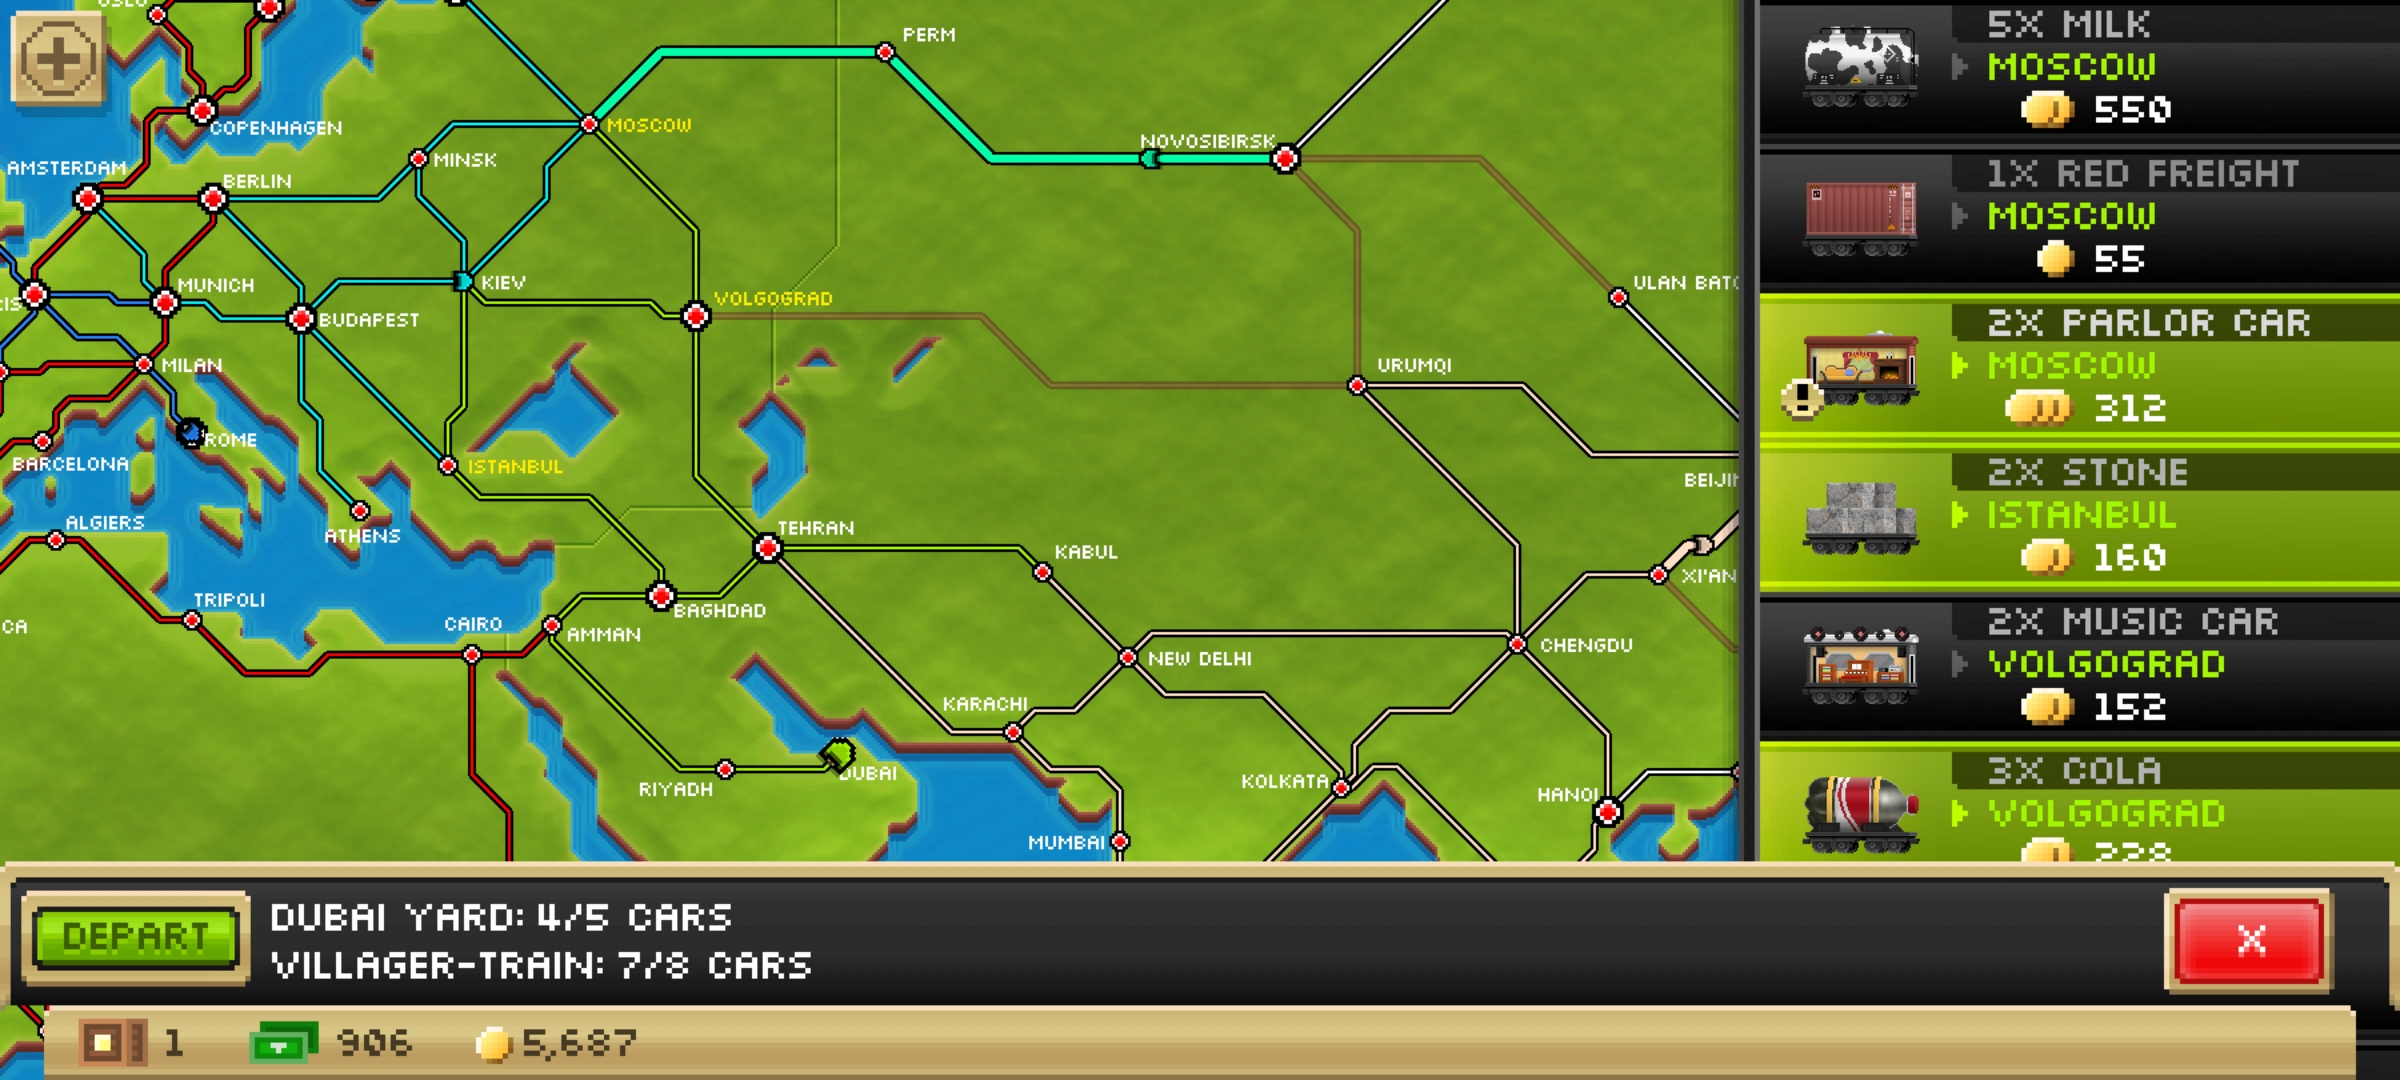 PERM
COPENHAGEN
MOSCOW
NOVOSIBIRSK
MINSK
AMSTERDAM
BERLIN
KIEV
MUNICH
VOLGOGRAD
BUDAPEST
MILAN
URUMQI
ROME
BARCELONA
ISTANBUL
ALGIERS
ATHENS
TEHRAN
KABUL
TRIPOLI
BAGHDAD
CAIRO
AMMAN
NEW DELHI
CHENGDU
KARACHI
XI'AN
RIYADH
DUBAI
KOLKATA
HANOI
MUMBAI
5X MILK
MOSCOW
550
1X RED FREIGHT
MOSCOW
55
2X PARLOR CAR
MOSCOW
312
2X STONE
ISTANBUL
160
2X MUSIC CAR
VOLGOGRAD
152
3X COLA
VOLGOGRAD
228
DEPART
DUBAI YARD: 4/5 CARS
VILLAGER-TRAIN: 7/8 CARS
X
1
906
5,687